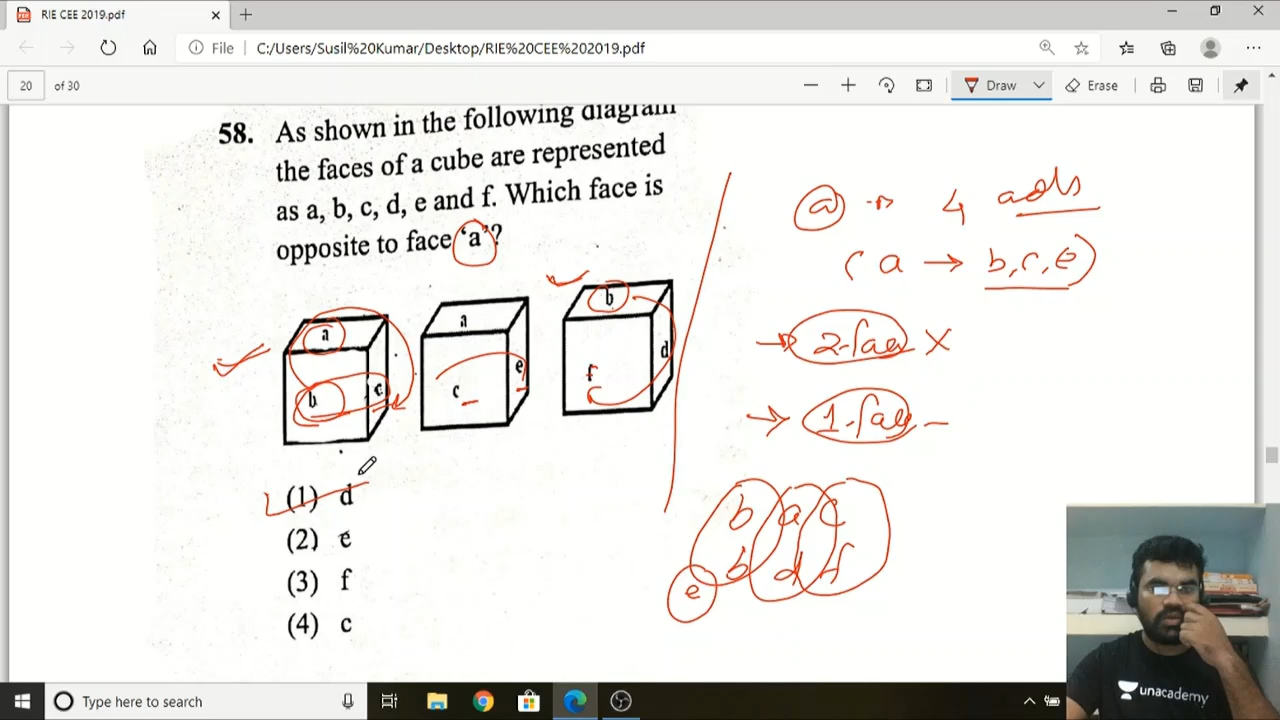 RIE CEE 2019.pdf
File C:/Users/Susil%20Kumar/Desktop/RIE%20CEE%202019.pdf
20 of 30
Draw
Erase
58. As shown in the following diagram
the faces of a cube are represented
as a, b, c, d, e and f. Which face is
opposite to face 'a'?
a
b
c
a
c
e
b
f
d
(1) d
(2) e
(3) f
(4) c
a 4 adds
( a → b, c, e)
→ 2-face X
→ 1-face -
b a c
b d f
e
unacademy
Type here to search